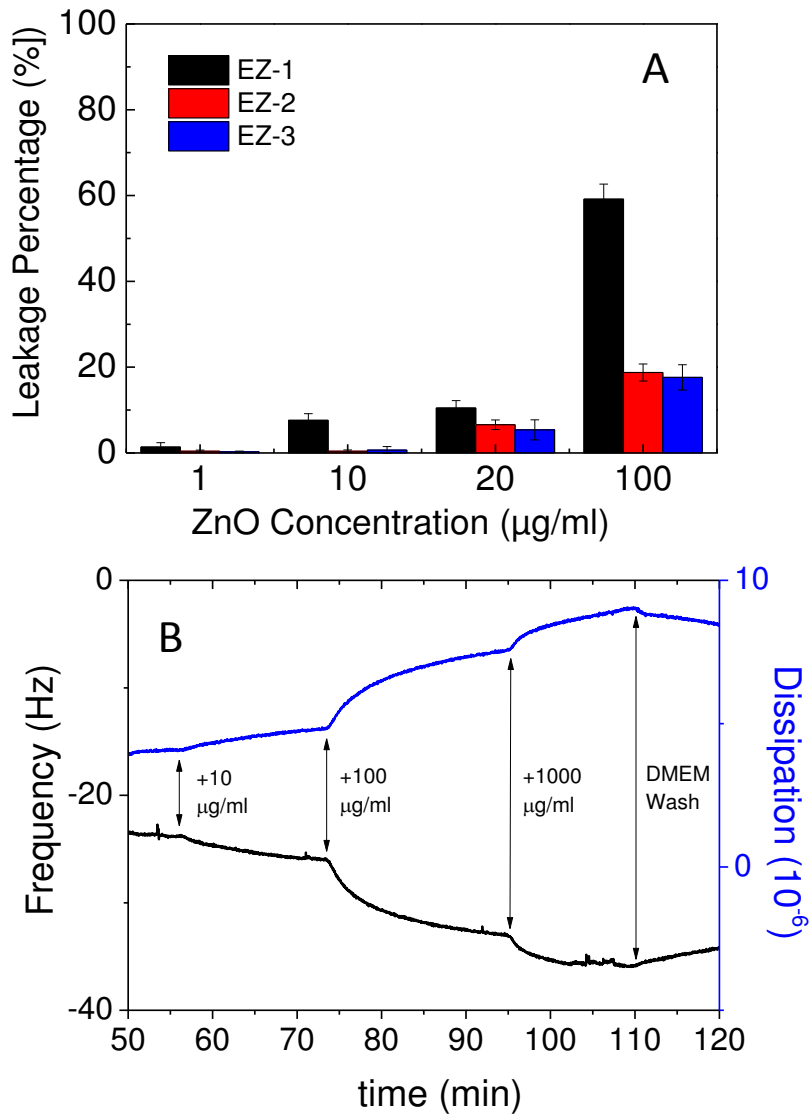 100
80
60
40
20
0
Leakage Percentage (%]
EZ-1
EZ-2
EZ-3
A
1 10 20 100
ZnO Concentration (µg/ml)
0
-20
-40
Frequency (Hz)
B
+10
µg/ml
+100
µg/ml
+1000
µg/ml
DMEM
Wash
10
0
Dissipation (10-6)
50 60 70 80 90 100 110 120
time (min)